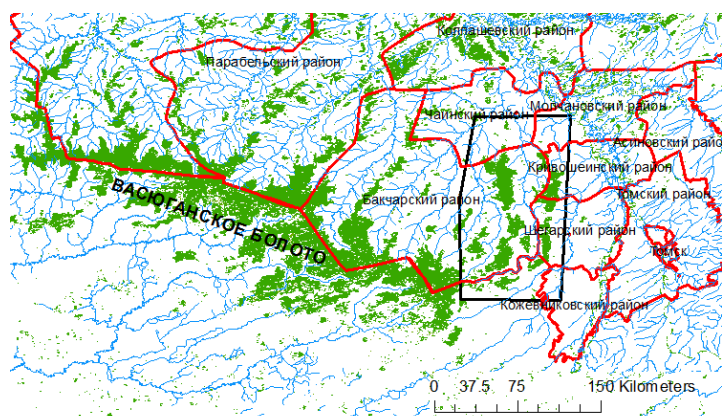 Колпашевский район
Парабельский район
Чаинский район
Молчановский район
Асиновский райо
Кривошеинский район
Томский район
Бакчарский район
ВАСЮГАНСКОЕ БОЛОТО
Шегарский район
Томск
Кожевниковский район
0 37.5 75 150 Kilometers